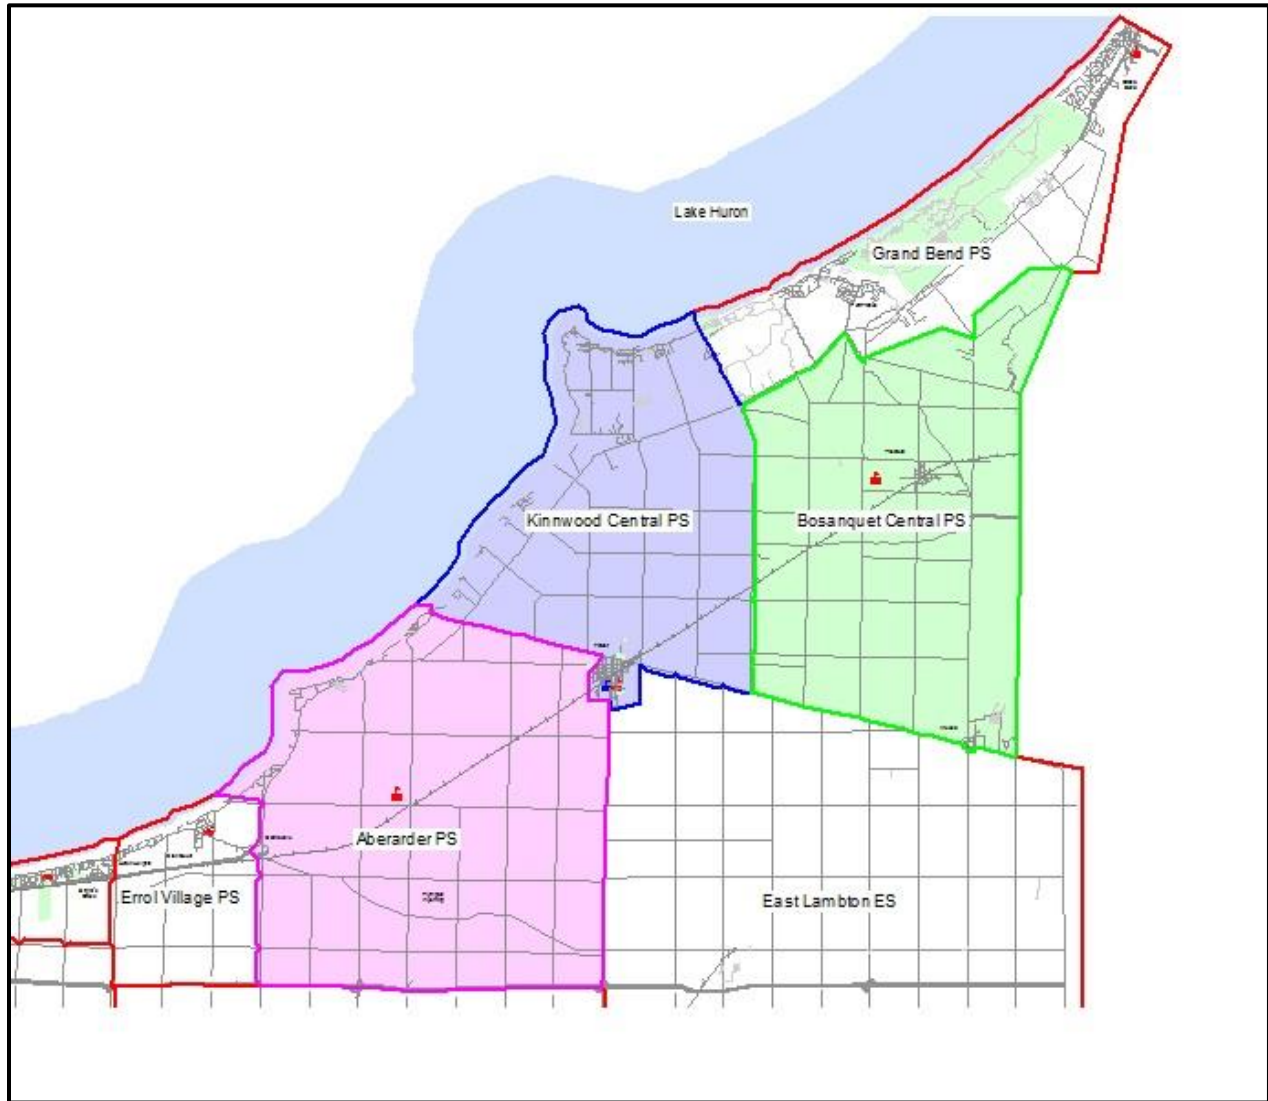 Lake Huron
Grand Bend PS
Kinnwood Central PS
Bosanquet Central PS
Aberarder PS
Errol Village PS
East Lambton ES